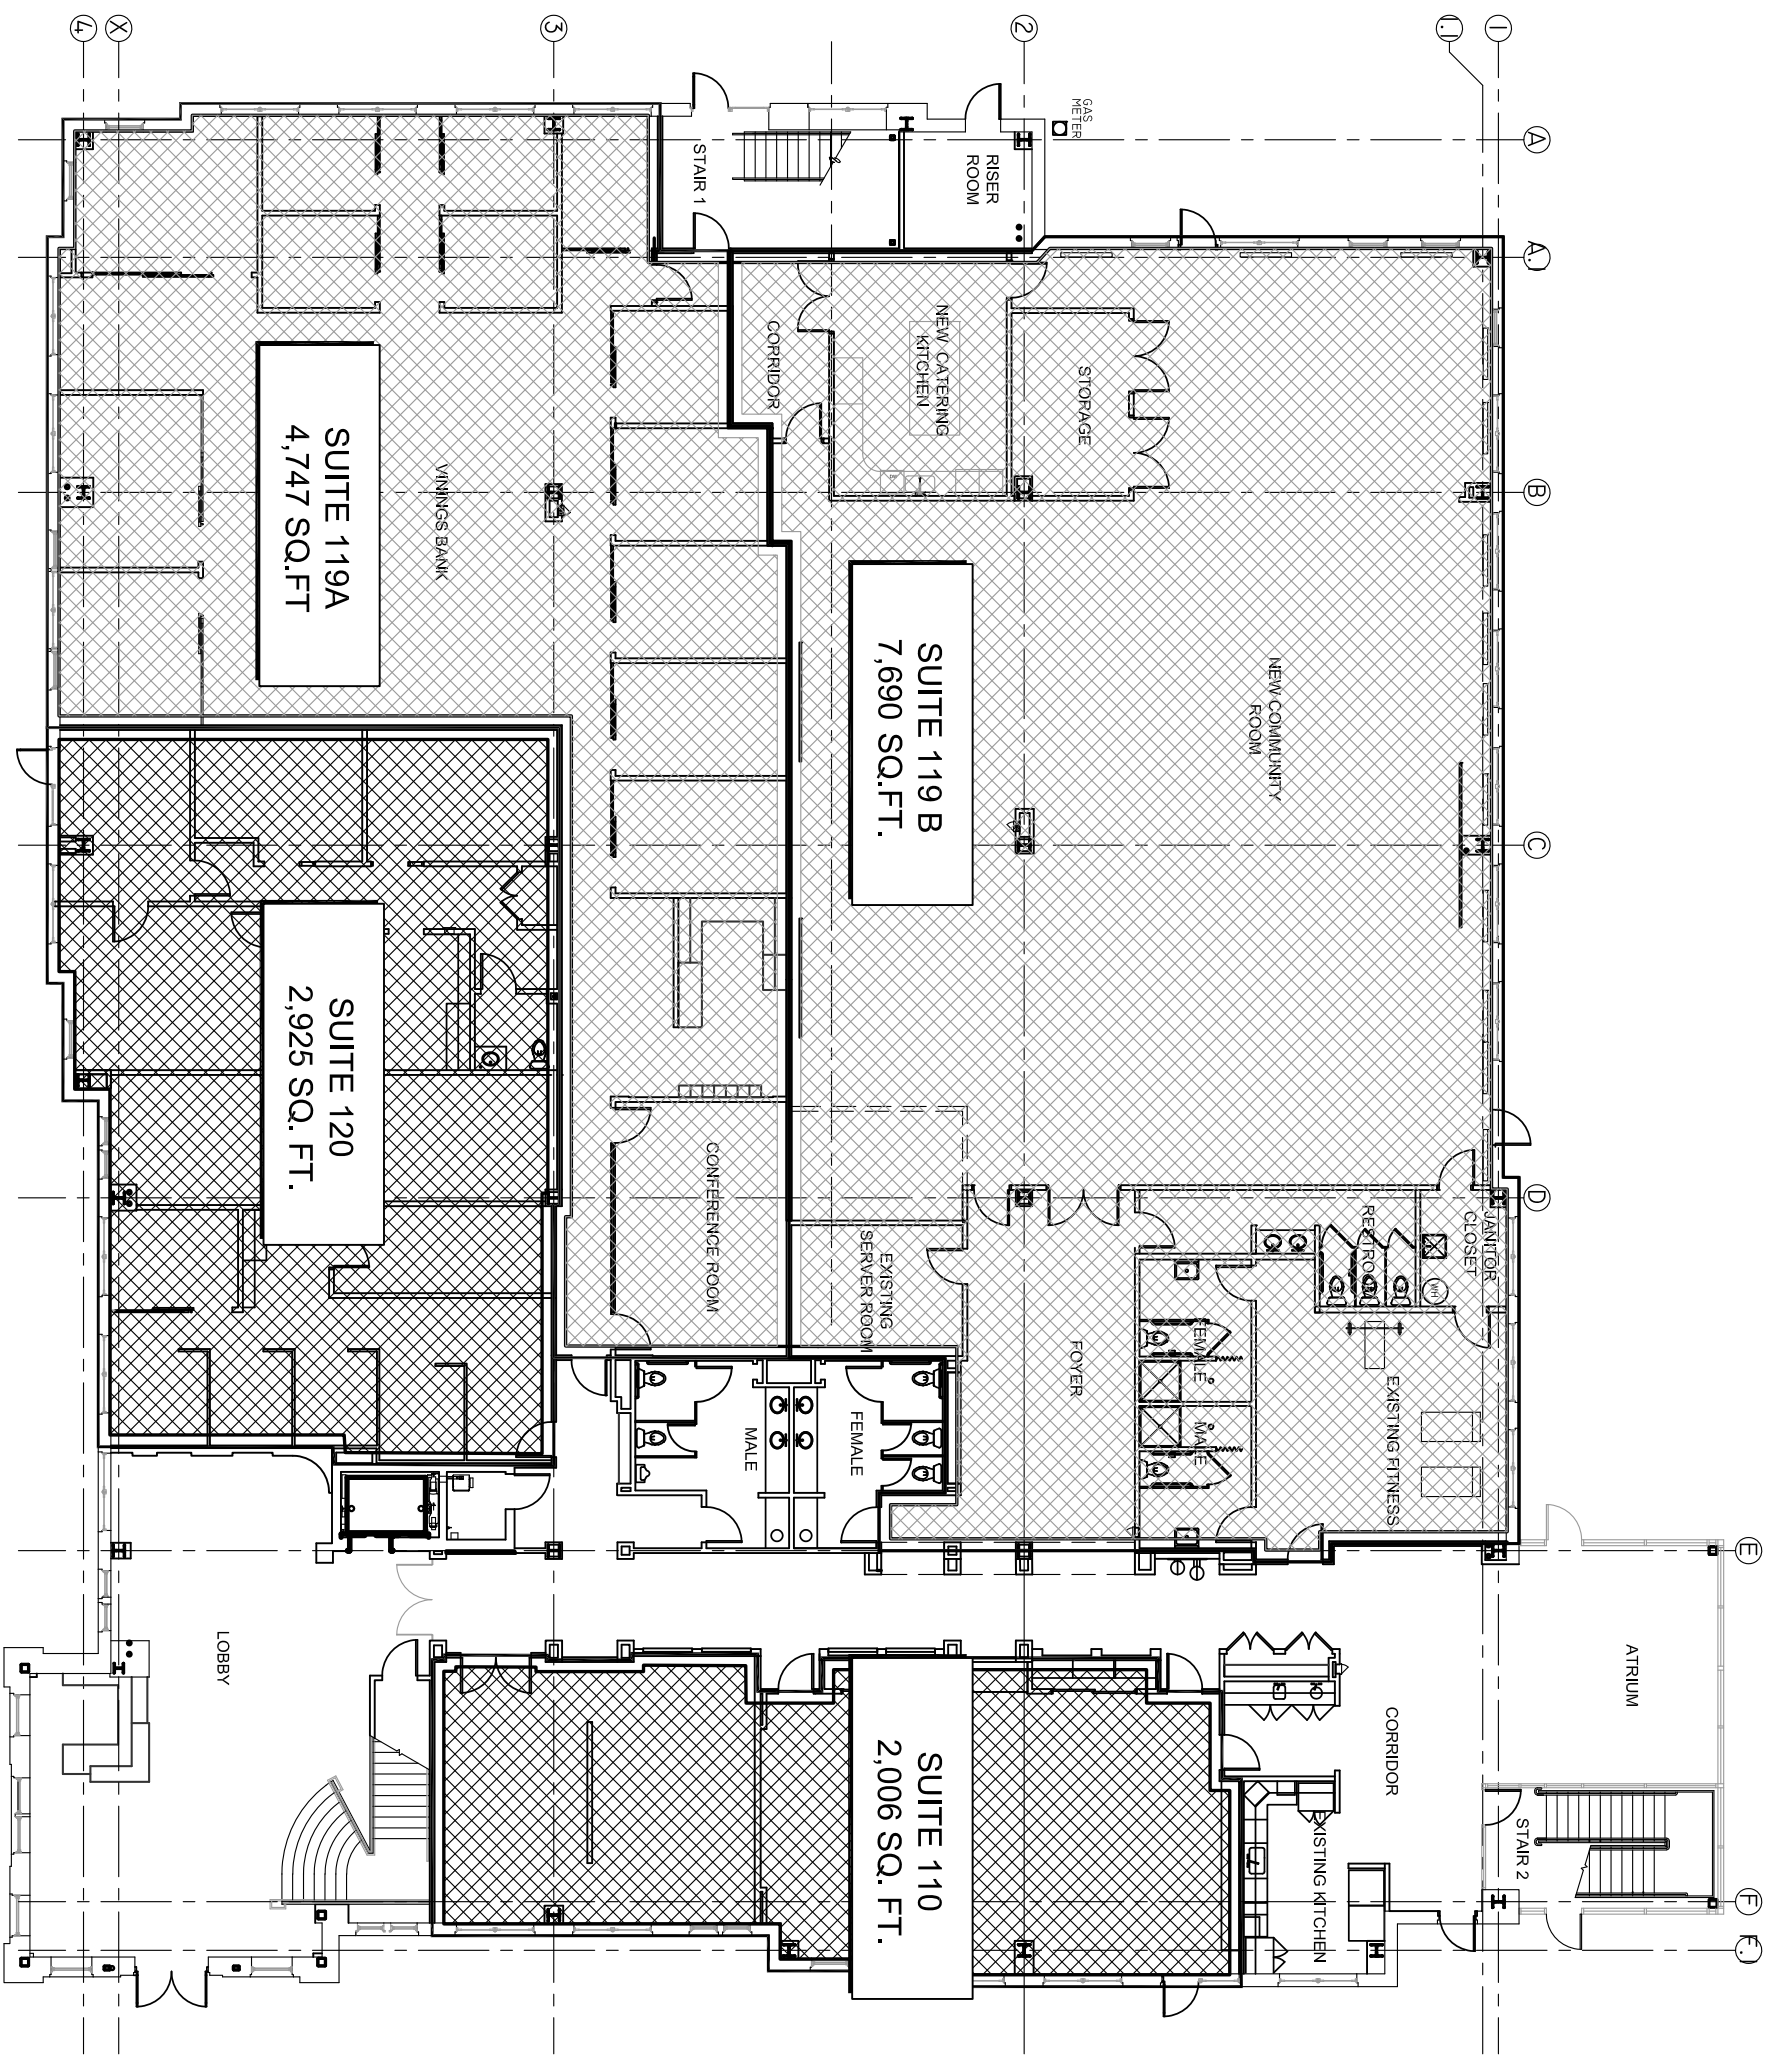 4
X
3
2
1.1
1
GAS
METER
A
STAIR 1
RISER
ROOM
A.1
CORRIDOR
NEW CATERING
KITCHEN
STORAGE
B
SUITE 119A
4,747 SQ.FT
VININGS BANK
SUITE 119 B
7,690 SQ.FT.
NEW COMMUNITY
ROOM
C
SUITE 120
2,925 SQ. FT.
CONFERENCE ROOM
D
EXISTING
SERVER ROOM
RESTROOM
JANITOR
CLOSET
WH
FOYER
FEMALE
MALE
EXISTING FITNESS
MALE
FEMALE
E
LOBBY
ATRIUM
CORRIDOR
SUITE 110
2,006 SQ. FT.
EXISTING KITCHEN
STAIR 2
F
F.1